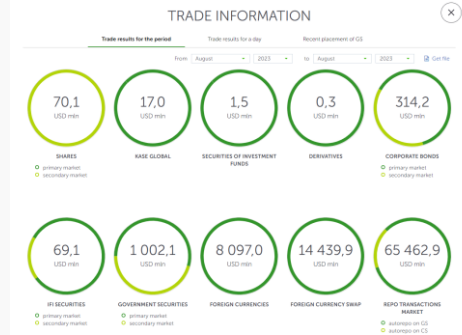 TRADE INFORMATION
Trade results for the period
Trade results for a day
Recent placement of GS
From August 2023 to August 2023 Get file
70,1
USD mln
17,0
USD mln
1,5
USD mln
0,3
USD mln
314,2
USD mln
SHARES
primary market
secondary market
KASE GLOBAL
SECURITIES OF INVESTMENT
FUNDS
DERIVATIVES
CORPORATE BONDS
primary market
secondary market
69,1
USD mln
1 002,1
USD mln
8 097,0
USD mln
14 439,9
USD mln
65 462,9
USD mln
IFI SECURITIES
primary market
secondary market
GOVERNMENT SECURITIES
primary market
secondary market
FOREIGN CURRENCIES
FOREIGN CURRENCY SWAP
REPO TRANSACTIONS
MARKET
autorepo on GS
autorepo on CS